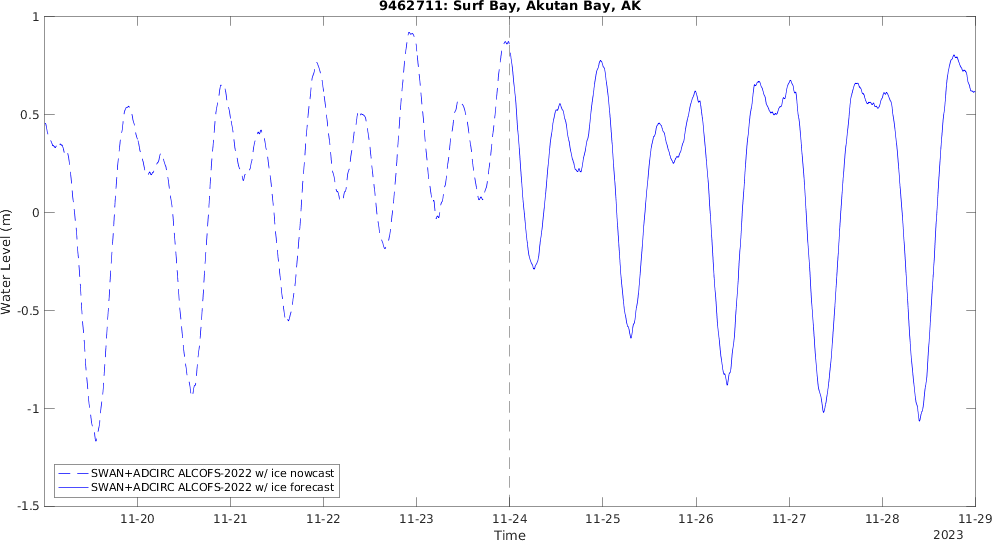 9462711: Surf Bay, Akutan Bay, AK
Water Level (m)
1
0.5
0
-0.5
-1
-1.5
SWAN+ADCIRC ALCOFS-2022 w/ ice nowcast
SWAN+ADCIRC ALCOFS-2022 w/ ice forecast
11-20 11-21 11-22 11-23 11-24 11-25 11-26 11-27 11-28 11-29
Time
2023